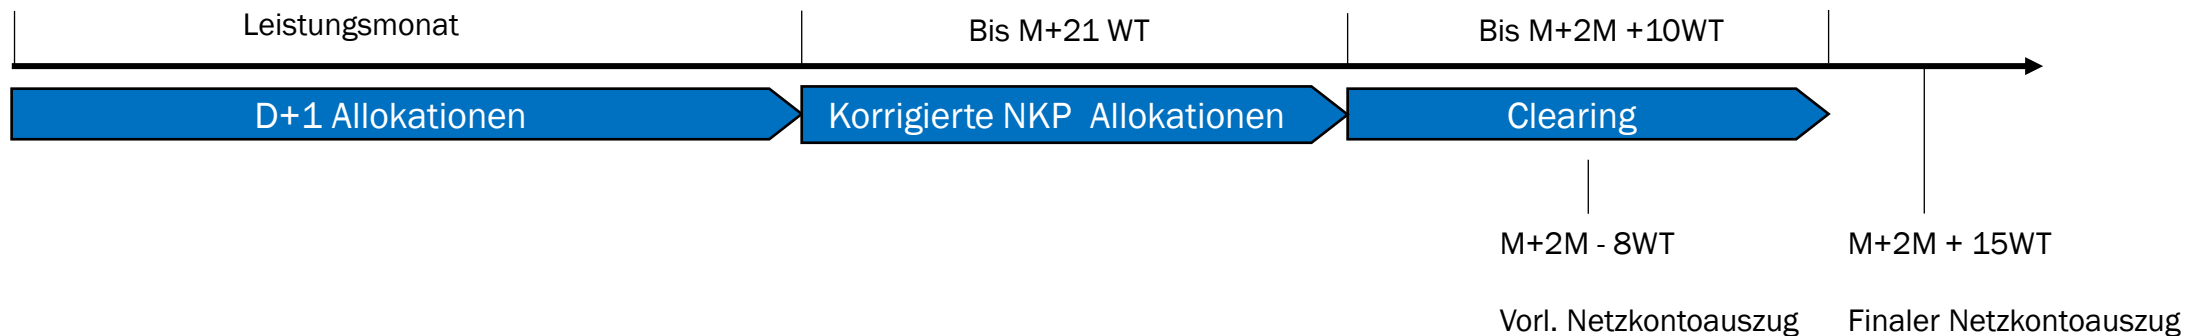 Leistungsmonat
Bis M+21 WT
Bis M+2M +10WT
D+1 Allokationen
Korrigierte NKP Allokationen
Clearing
M+2M - 8WT
M+2M + 15WT
Vorl. Netzkontoauszug
Finaler Netzkontoauszug